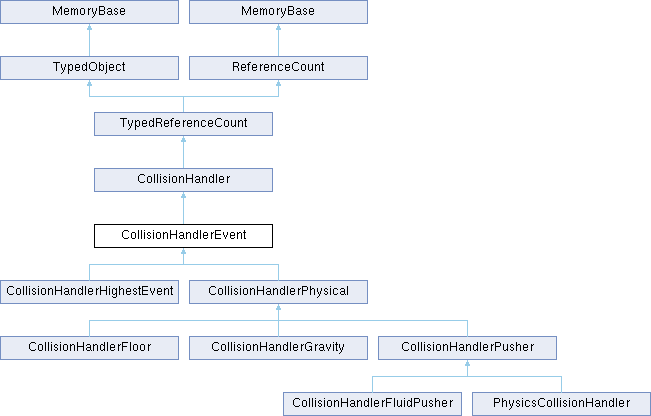 MemoryBase
MemoryBase
TypedObject
ReferenceCount
TypedReferenceCount
CollisionHandler
CollisionHandlerEvent
CollisionHandlerHighestEvent
CollisionHandlerPhysical
CollisionHandlerFloor
CollisionHandlerGravity
CollisionHandlerPusher
CollisionHandlerFluidPusher
PhysicsCollisionHandler